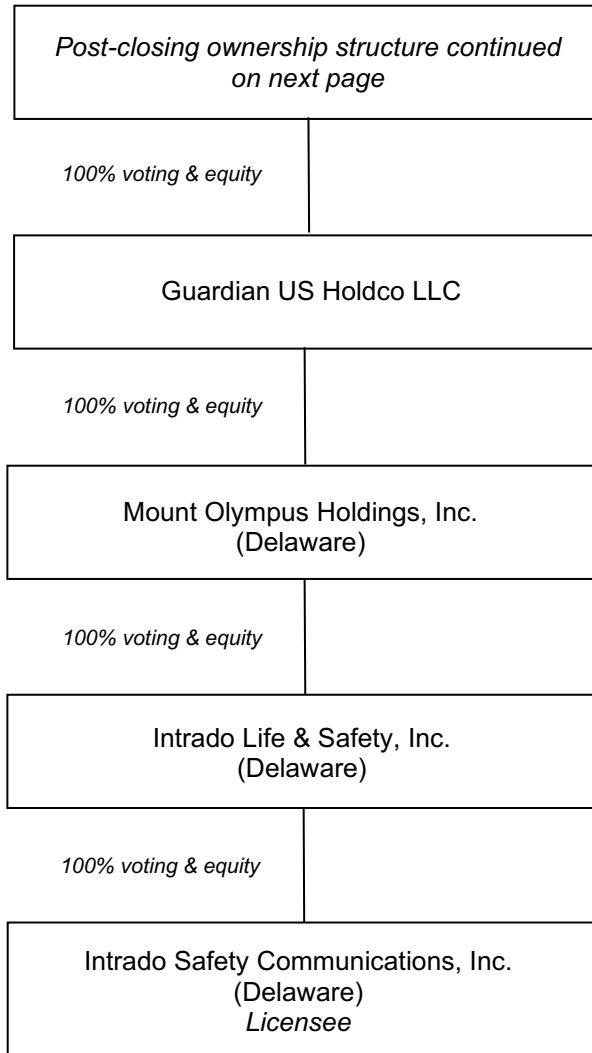 Post-closing ownership structure continued
on next page
100% voting & equity
Guardian US Holdco LLC
100% voting & equity
Mount Olympus Holdings, Inc.
(Delaware)
100% voting & equity
Intrado Life & Safety, Inc.
(Delaware)
100% voting & equity
Intrado Safety Communications, Inc.
(Delaware)
Licensee